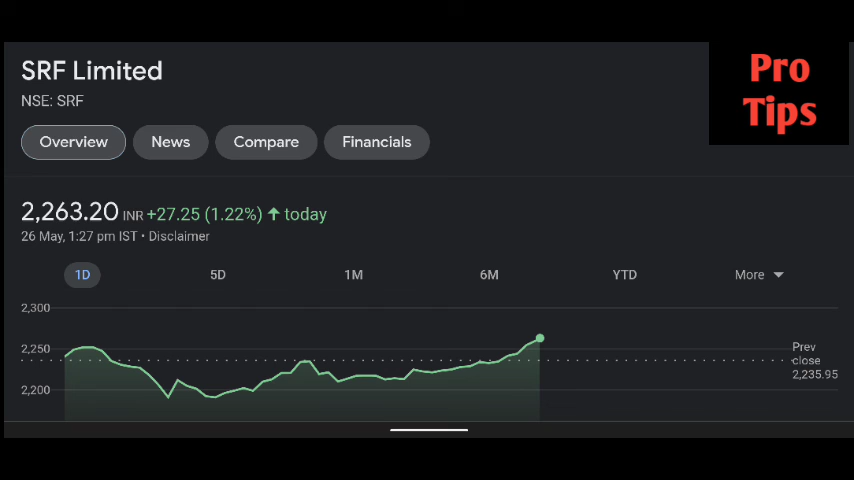 SRF Limited
NSE: SRF
Pro
Tips
Overview
News
Compare
Financials
2,263.20 INR +27.25 (1.22%) ↑ today
26 May, 1:27 pm IST • Disclaimer
1D
5D
1M
6M
YTD
More
2,300
2,250
2,200
Prev
close
2,235.95